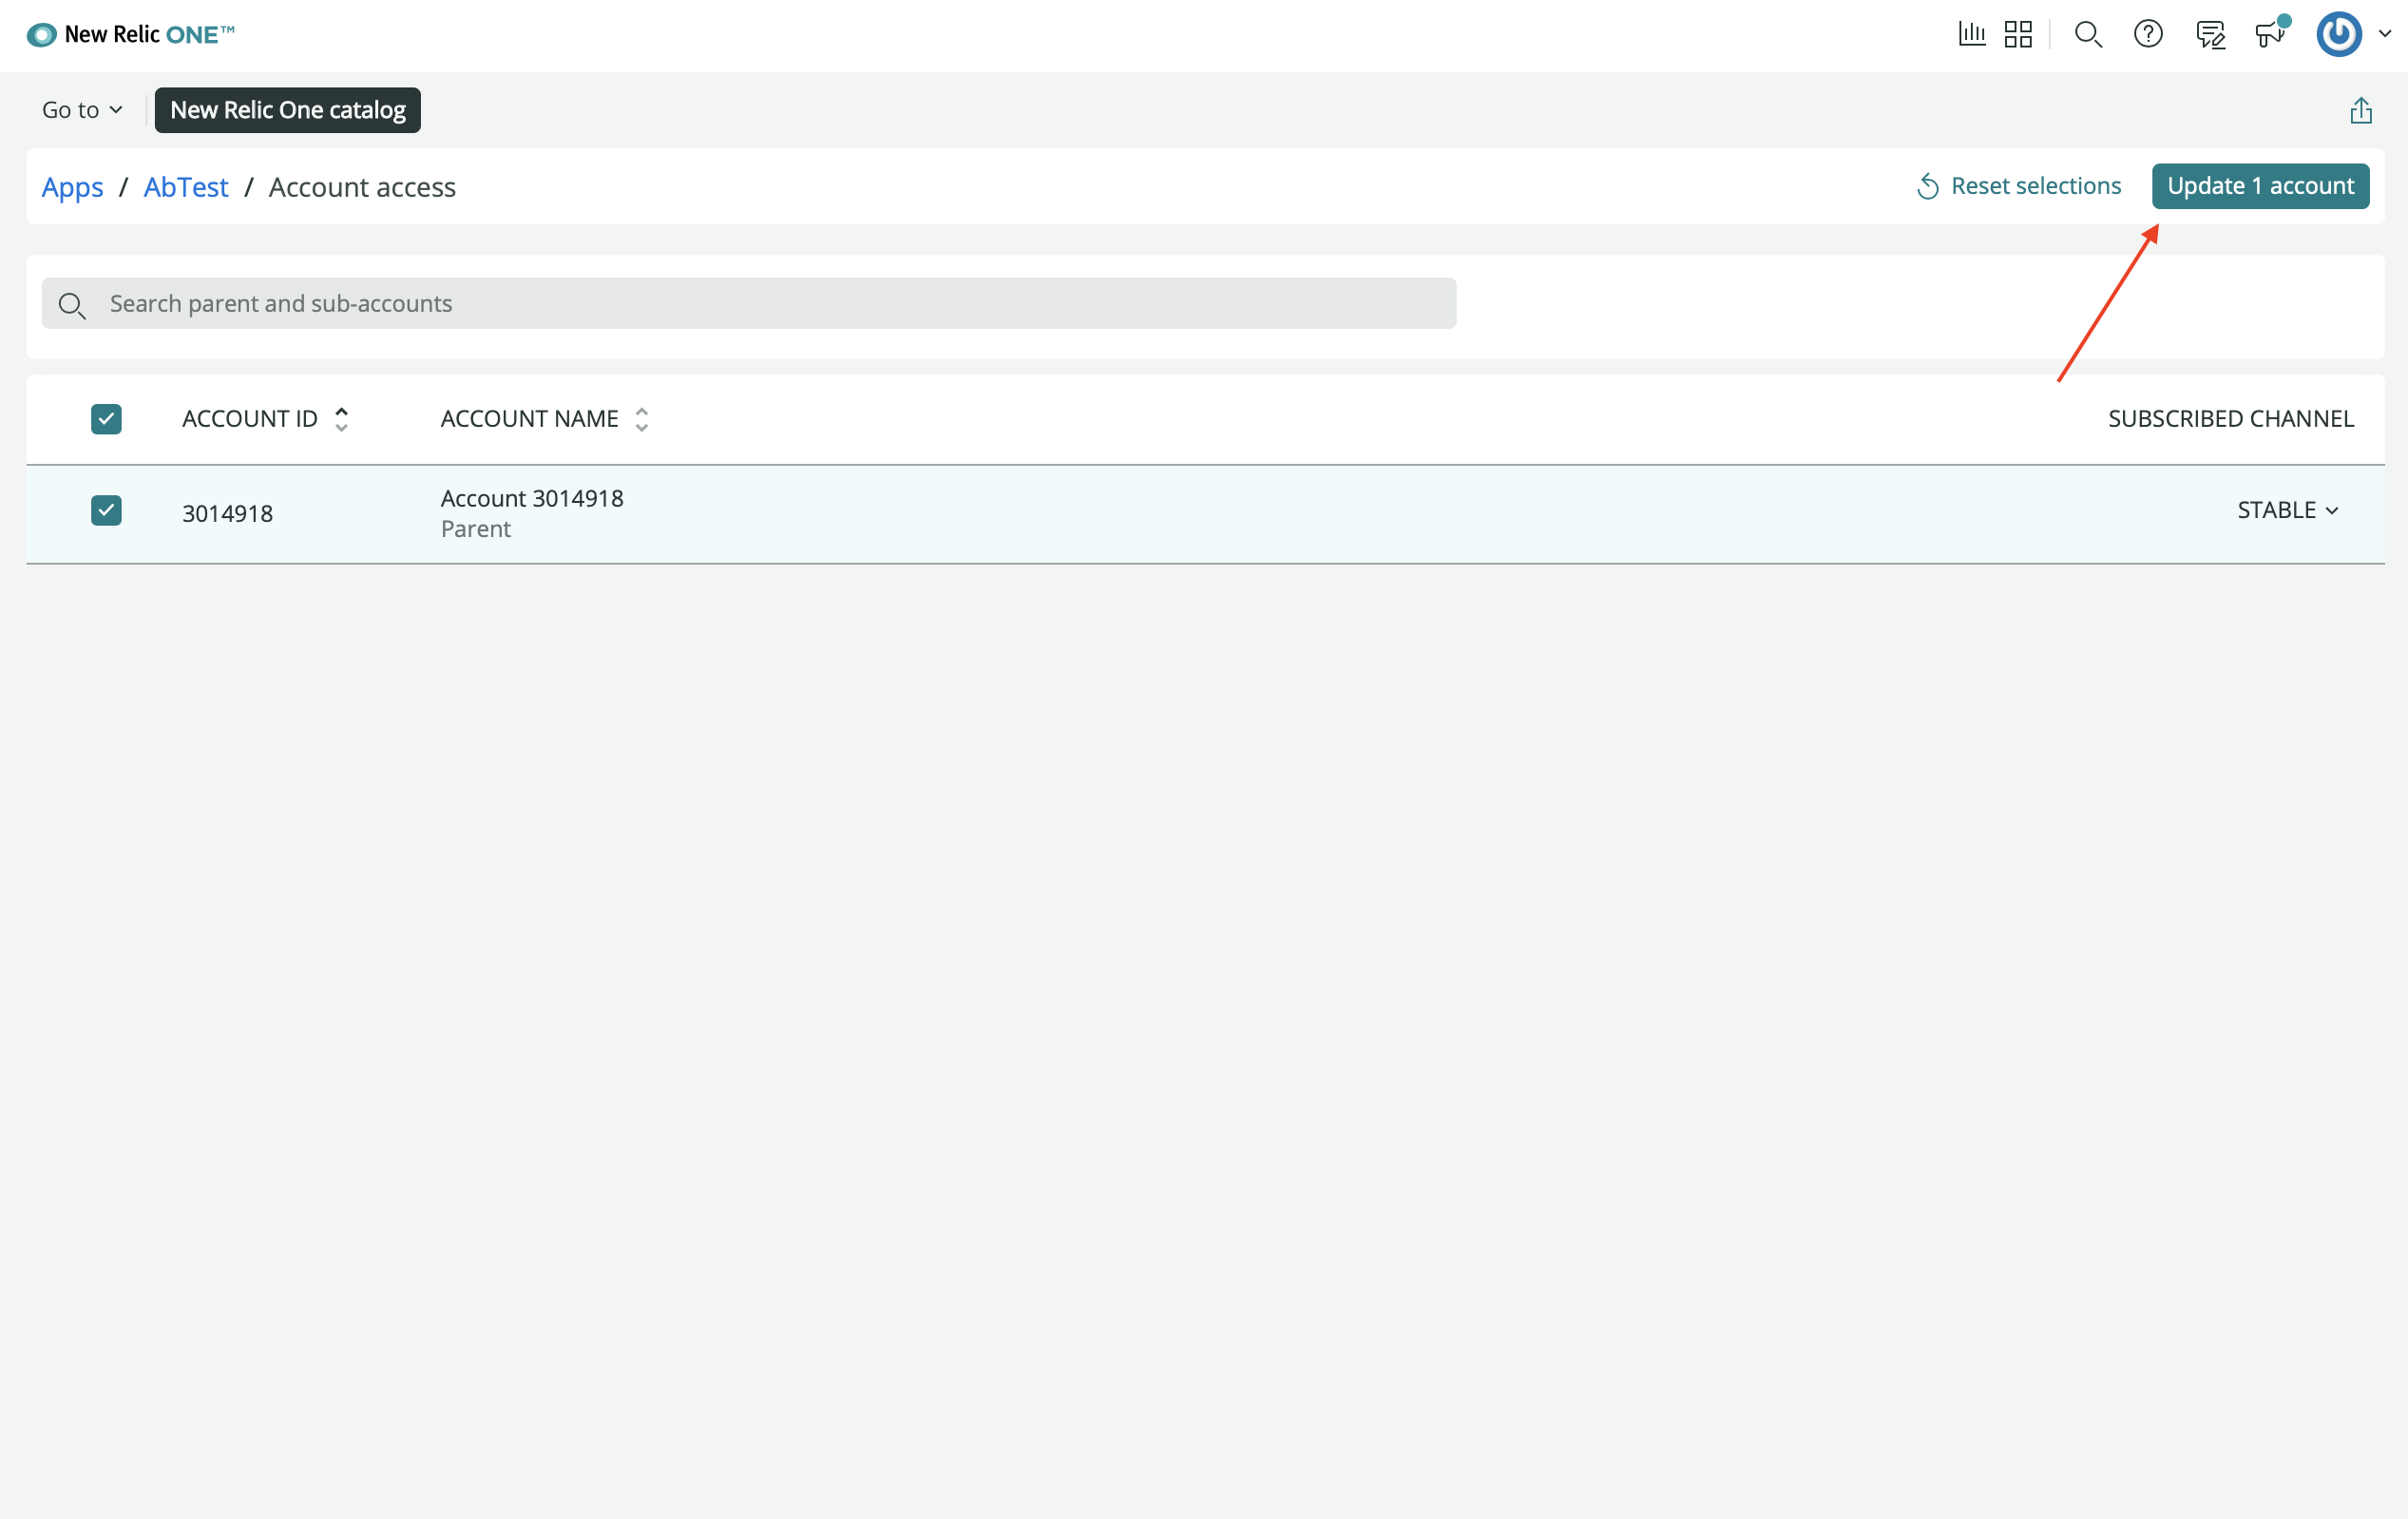 New Relic ONE™
Go to
New Relic One catalog
Apps / AbTest / Account access
Reset selections
Update 1 account
Search parent and sub-accounts
ACCOUNT ID
ACCOUNT NAME
SUBSCRIBED CHANNEL
3014918
Account 3014918
Parent
STABLE